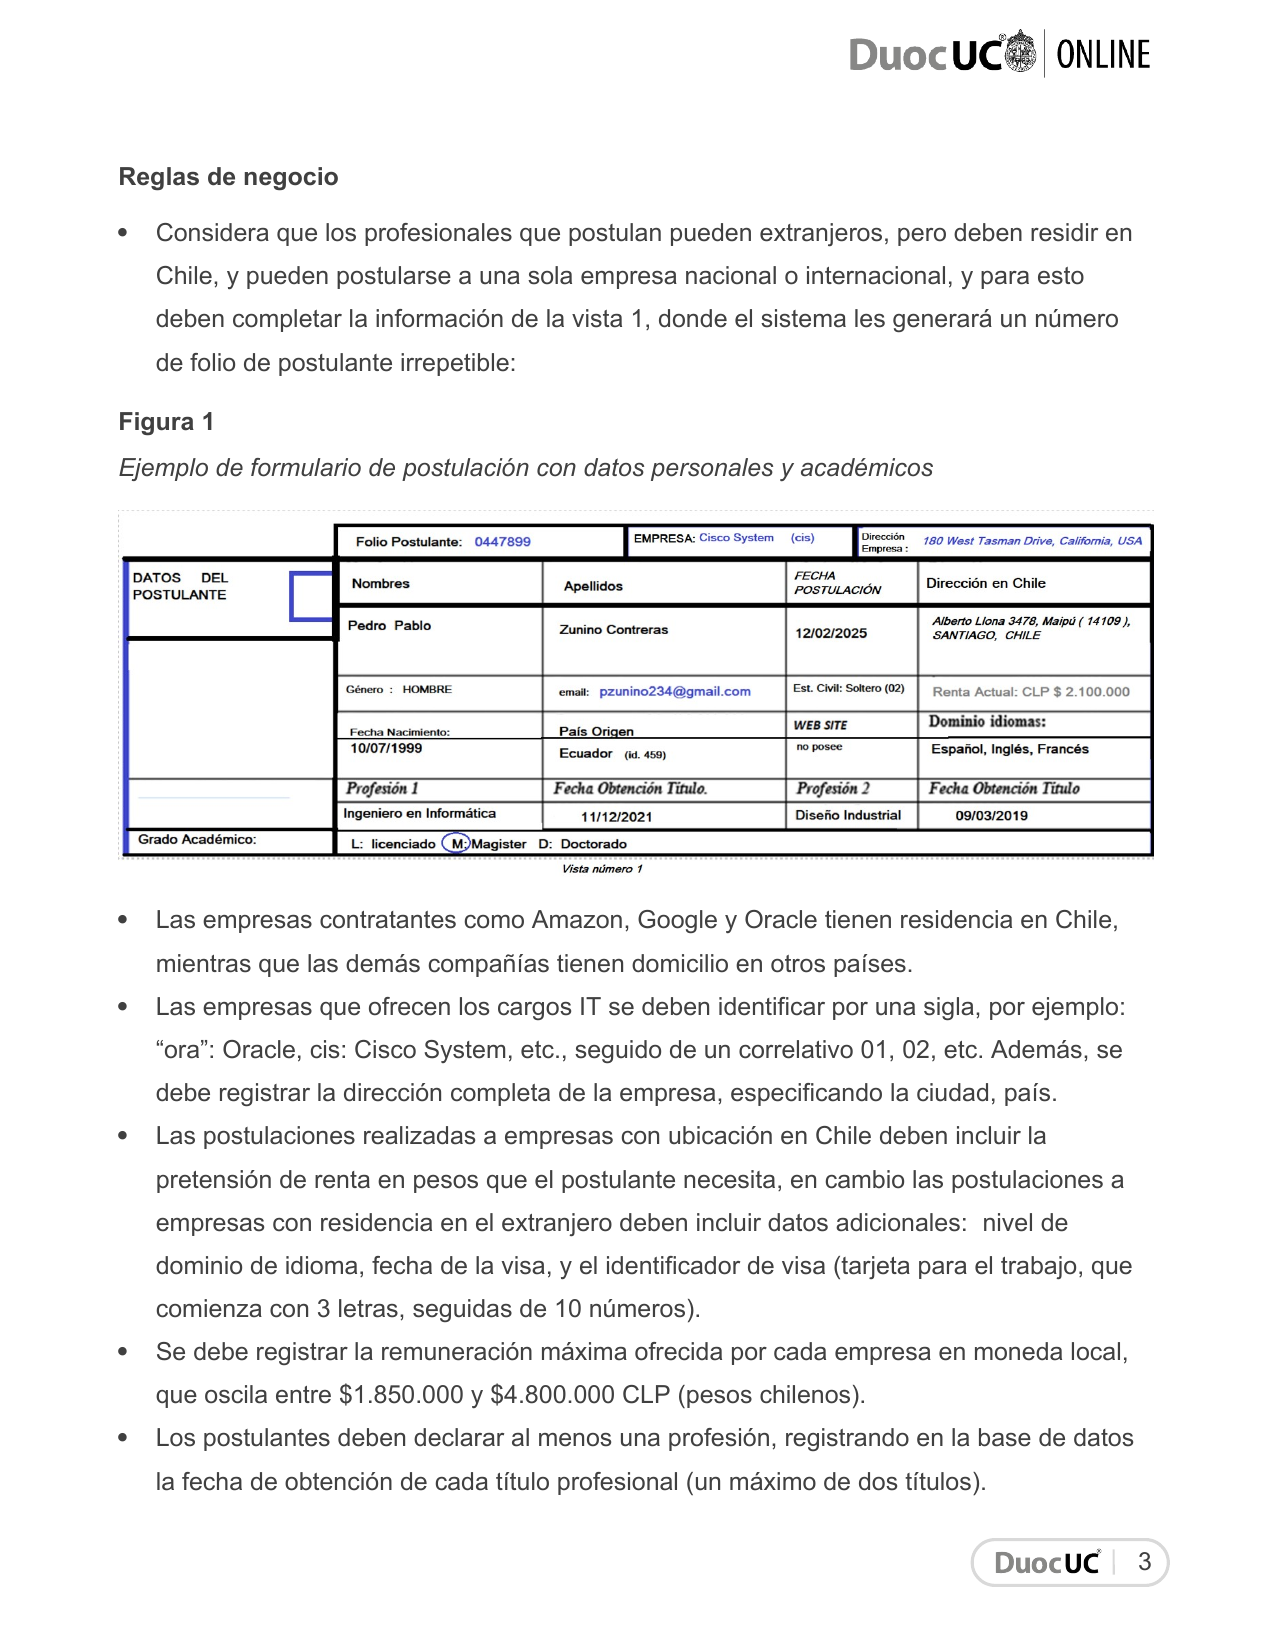 DuocUC® | ONLINE
Reglas de negocio
• Considera que los profesionales que postulan pueden extranjeros, pero deben residir en
Chile, y pueden postularse a una sola empresa nacional o internacional, y para esto
deben completar la información de la vista 1, donde el sistema les generará un número
de folio de postulante irrepetible:
Figura 1
Ejemplo de formulario de postulación con datos personales y académicos
Folio Postulante: 0447899 EMPRESA: Cisco System (cis) Dirección Empresa : 180 West Tasman Drive, California, USA
DATOS DEL
POSTULANTE
Nombres Apellidos FECHA POSTULACIÓN Dirección en Chile
Pedro Pablo Zunino Contreras 12/02/2025 Alberto Llona 3478, Maipú ( 14109 ),
SANTIAGO, CHILE
Género : HOMBRE email: pzunino234@gmail.com Est. Civil: Soltero (02) Renta Actual: CLP $ 2.100.000
Fecha Nacimiento: País Origen WEB SITE Dominio idiomas:
10/07/1999 Ecuador (id. 459) no posee Español, Inglés, Francés
Profesión 1 Fecha Obtención Título. Profesión 2 Fecha Obtención Título
Ingeniero en Informática 11/12/2021 Diseño Industrial 09/03/2019
Grado Académico: L: licenciado M: Magister D: Doctorado
Vista número 1
• Las empresas contratantes como Amazon, Google y Oracle tienen residencia en Chile,
mientras que las demás compañías tienen domicilio en otros países.
• Las empresas que ofrecen los cargos IT se deben identificar por una sigla, por ejemplo:
“ora”: Oracle, cis: Cisco System, etc., seguido de un correlativo 01, 02, etc. Además, se
debe registrar la dirección completa de la empresa, especificando la ciudad, país.
• Las postulaciones realizadas a empresas con ubicación en Chile deben incluir la
pretensión de renta en pesos que el postulante necesita, en cambio las postulaciones a
empresas con residencia en el extranjero deben incluir datos adicionales: nivel de
dominio de idioma, fecha de la visa, y el identificador de visa (tarjeta para el trabajo, que
comienza con 3 letras, seguidas de 10 números).
• Se debe registrar la remuneración máxima ofrecida por cada empresa en moneda local,
que oscila entre $1.850.000 y $4.800.000 CLP (pesos chilenos).
• Los postulantes deben declarar al menos una profesión, registrando en la base de datos
la fecha de obtención de cada título profesional (un máximo de dos títulos).
DuocUC® | 3